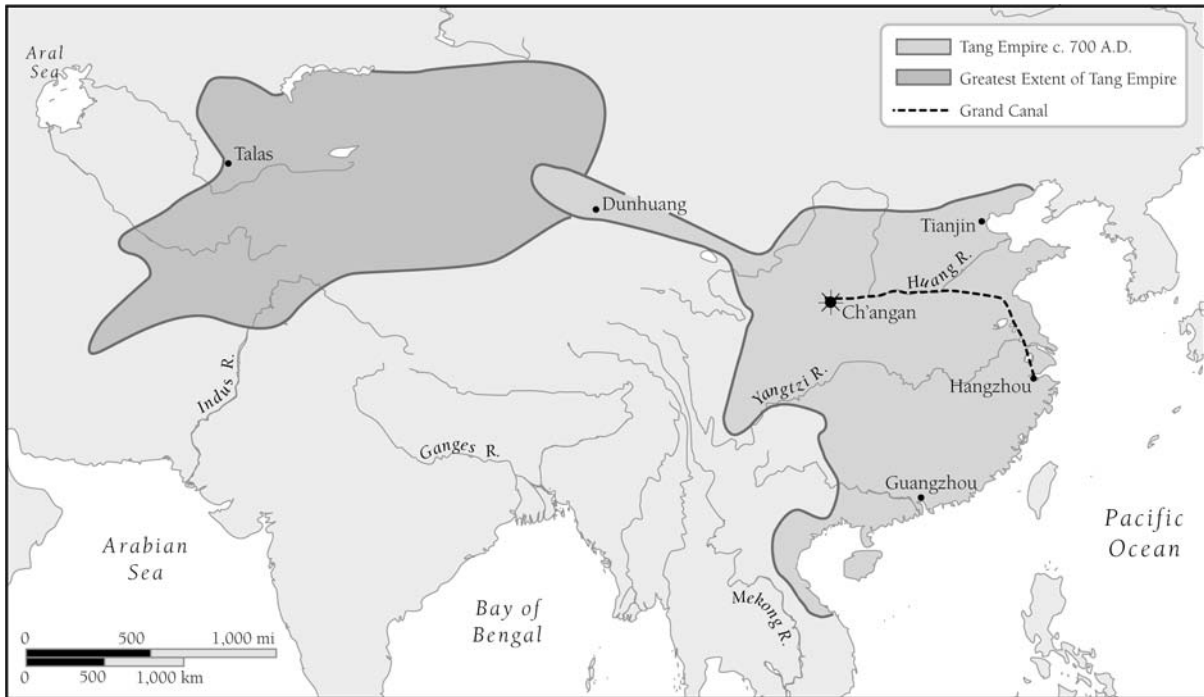 Aral
Sea
Tang Empire c. 700 A.D.
Greatest Extent of Tang Empire
Grand Canal
Talas
Dunhuang
Tianjin
Huang R.
Ch'angan
Indus R.
Yangtzi R.
Hangzhou
Ganges R.
Guangzhou
Pacific
Ocean
Arabian
Sea
Bay of
Bengal
Mekong R.
0 500 1,000 mi
0 500 1,000 km